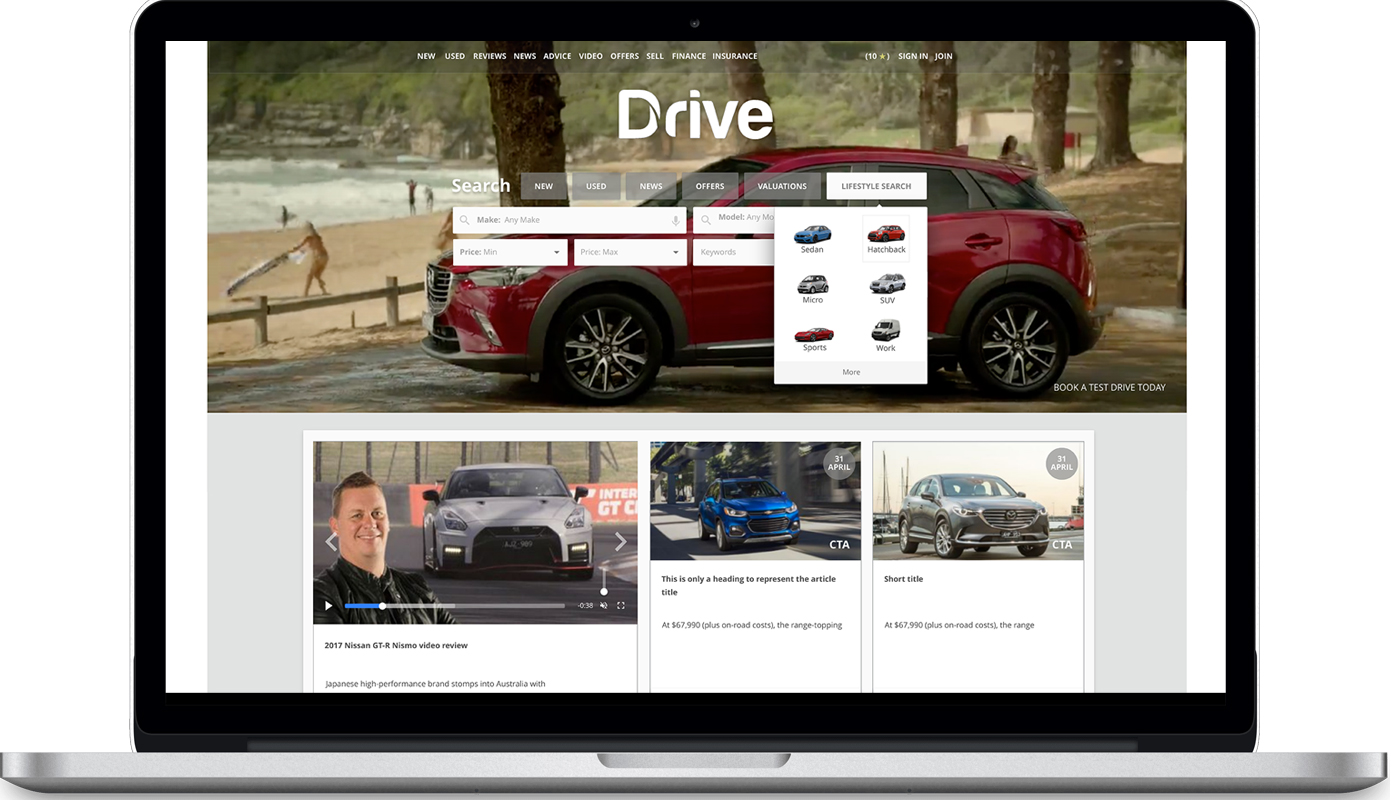 NEW USED REVIEWS NEWS ADVICE VIDEO OFFERS SELL FINANCE INSURANCE (10 ★) SIGN IN JOIN
Drive
Search NEW USED NEWS OFFERS VALUATIONS LIFESTYLE SEARCH
Make: Any Make Model: Any Mo
Price: Min Price: Max Keywords
Sedan Hatchback
Micro SUV
Sports Work
More
BOOK A TEST DRIVE TODAY
INTER
GT C
-0:38
2017 Nissan GT-R Nismo video review
Japanese high-performance brand stomps into Australia with
31
APRIL
CTA
This is only a heading to represent the article
title
At $67,990 (plus on-road costs), the range-topping
31
APRIL
CTA
Short title
At $67,990 (plus on-road costs), the range